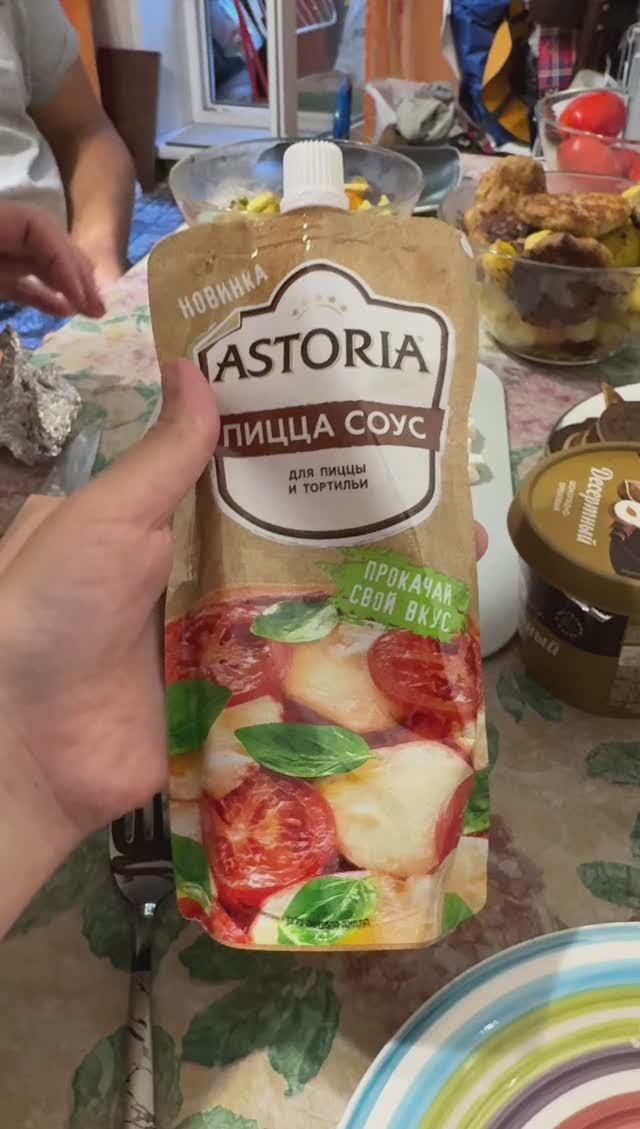 НОВИНКА
ASTORIA
ПИЦЦА СОУС
ДЛЯ ПИЦЦЫ
И ТОРТИЛЬИ
ПРОКАЧАЙ
СВОЙ ВКУС
Десертный